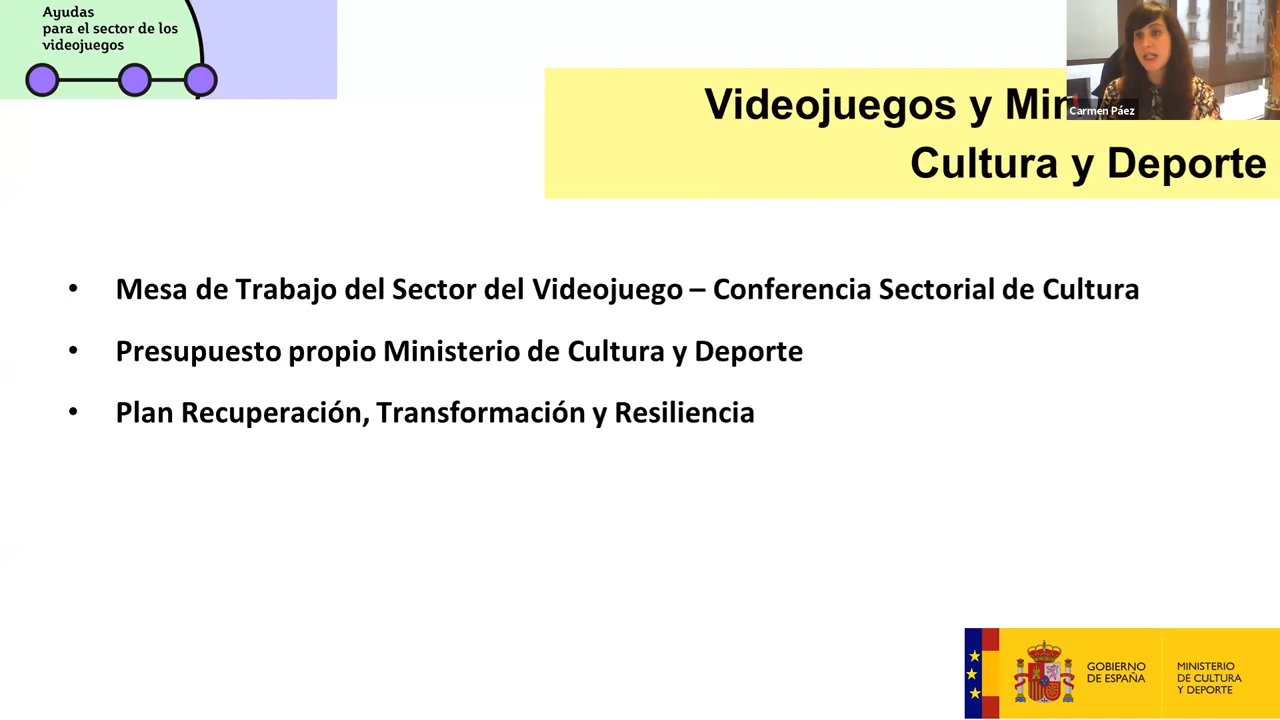 Ayudas
para el sector de los
videojuegos
Videojuegos y Min
Carmen Páez
Cultura y Deporte
• Mesa de Trabajo del Sector del Videojuego – Conferencia Sectorial de Cultura
• Presupuesto propio Ministerio de Cultura y Deporte
• Plan Recuperación, Transformación y Resiliencia
GOBIERNO
DE ESPAÑA
MINISTERIO
DE CULTURA
Y DEPORTE